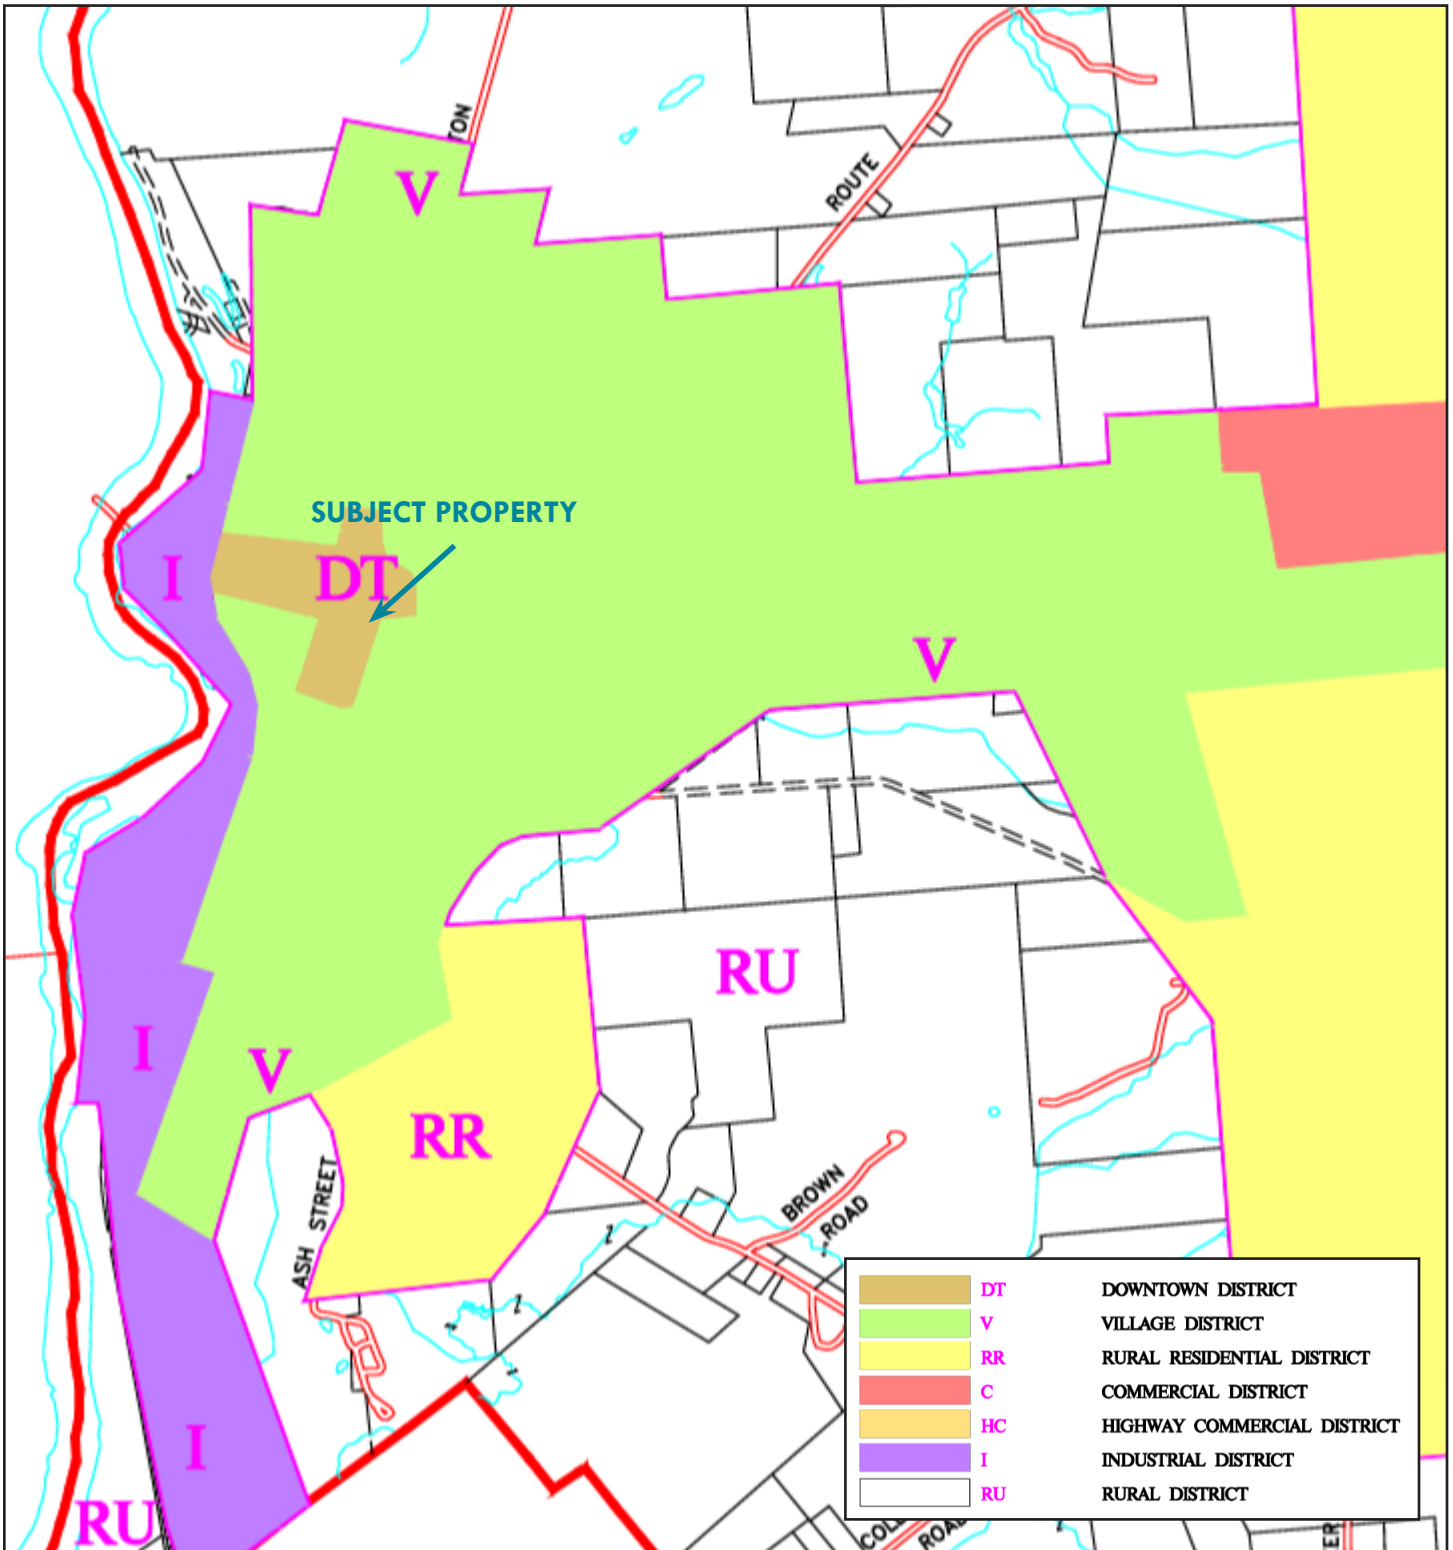 TON
V
ROUTE
SUBJECT PROPERTY
I
DT
V
RU
I
V
RR
ASH STREET
BROWN
ROAD
I
RU
DT DOWNTOWN DISTRICT
V VILLAGE DISTRICT
RR RURAL RESIDENTIAL DISTRICT
C COMMERCIAL DISTRICT
HC HIGHWAY COMMERCIAL DISTRICT
I INDUSTRIAL DISTRICT
RU RURAL DISTRICT
ROAD